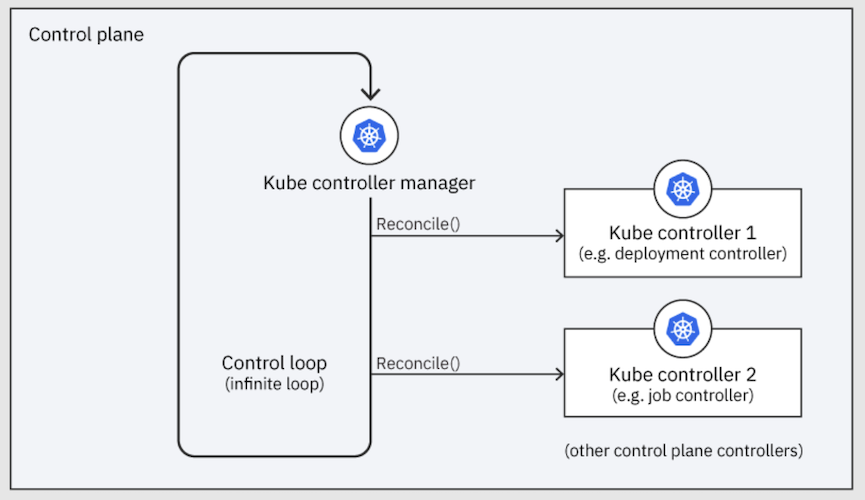 Control plane
Kube controller manager
Reconcile()
Kube controller 1
(e.g. deployment controller)
Control loop
(infinite loop)
Reconcile()
Kube controller 2
(e.g. job controller)
(other control plane controllers)